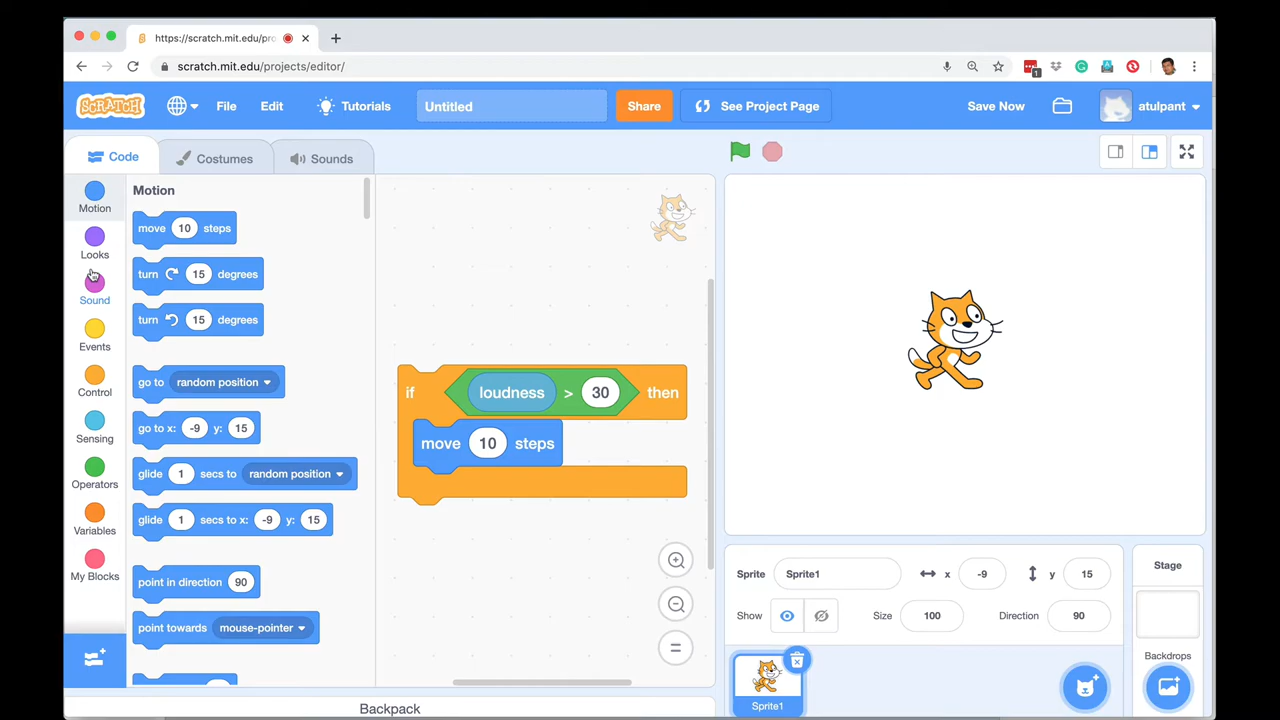 https://scratch.mit.edu/pro
scratch.mit.edu/projects/editor/
1
SCRATCH File Edit Tutorials Untitled Share See Project Page Save Now atulpant
Code Costumes Sounds
Motion
Looks
Sound
Events
Control
Sensing
Operators
Variables
My Blocks
Motion
move 10 steps
turn 15 degrees
turn 15 degrees
go to random position
go to x: -9 y: 15
glide 1 secs to random position
glide 1 secs to x: -9 y: 15
point in direction 90
point towards mouse-pointer
if loudness > 30 then
move 10 steps
Sprite Sprite1 x -9 y 15
Show Size 100 Direction 90
Sprite1
Stage
Backdrops
Backpack